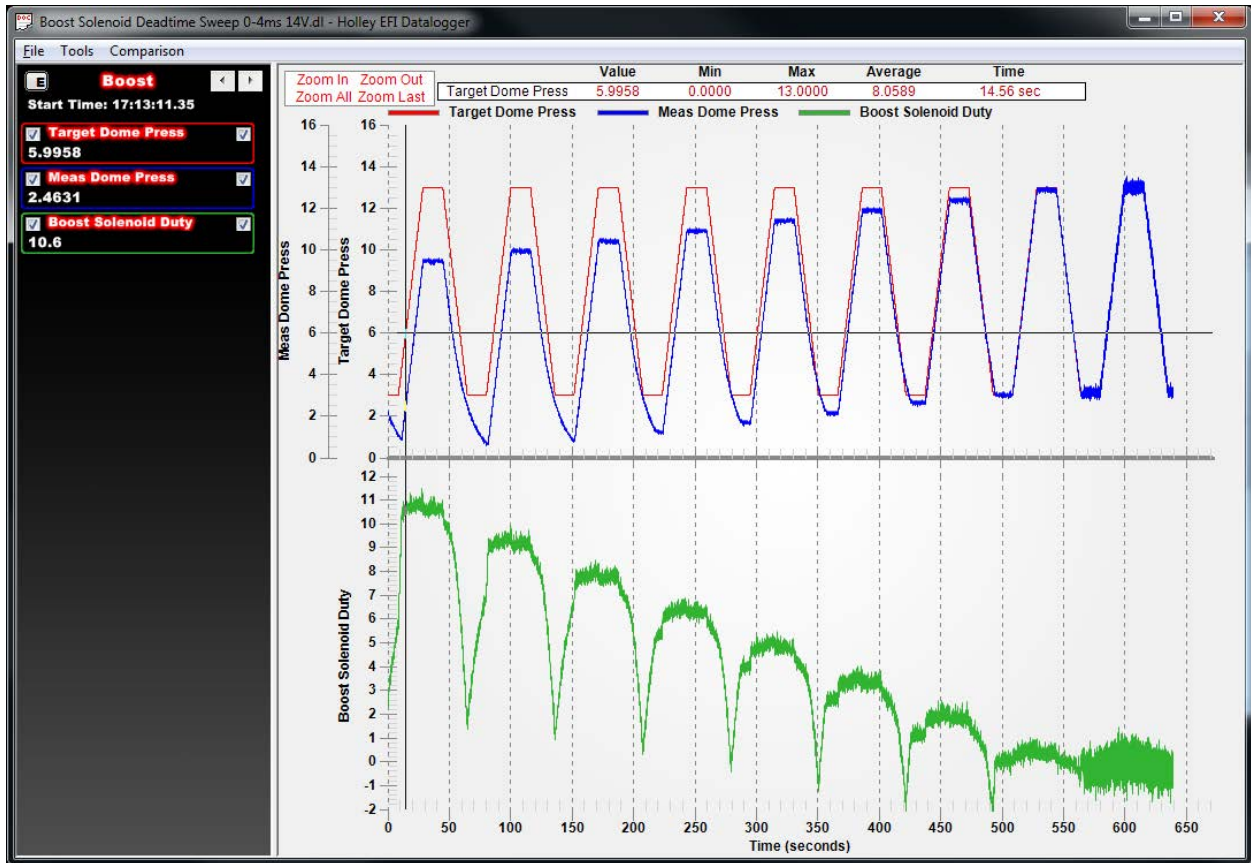 Boost Solenoid Deadtime Sweep 0-4ms 14V.dl - Holley EFI Datalogger
File Tools Comparison
E Boost
Start Time: 17:13:11.35
Target Dome Press
5.9958
Meas Dome Press
2.4631
Boost Solenoid Duty
10.6
Zoom In Zoom Out
Zoom All Zoom Last
Value Min Max Average Time
Target Dome Press 5.9958 0.0000 13.0000 8.0589 14.56 sec
Target Dome Press Meas Dome Press Boost Solenoid Duty
16 16
14 14
12 12
10 10
8 8
6 6
4 4
2 2
0 0
Meas Dome Press
Target Dome Press
12
11
10
9
8
7
6
5
4
3
2
1
0
-1
-2
Boost Solenoid Duty
0 50 100 150 200 250 300 350 400 450 500 550 600 650
Time (seconds)